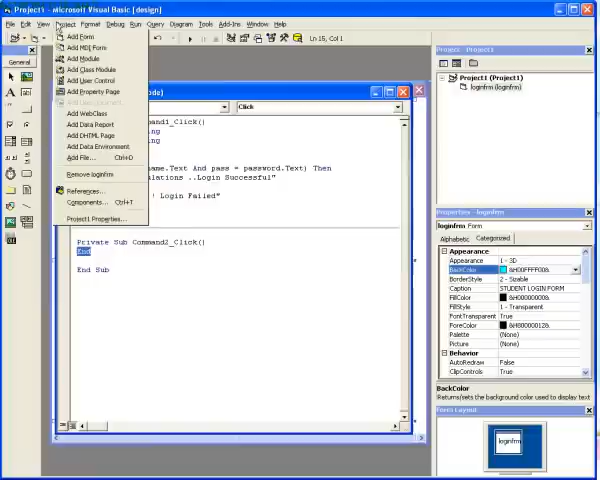 Project1 - Microsoft Visual Basic [design]
File Edit View Project Format Debug Run Query Diagram Tools Add-Ins Window Help
Ln 15, Col 1
General
Add Form
Add MDI Form
Add Module
Add Class Module
Add User Control
Add Property Page
Add WebClass
Add Data Report
Add DHTML Page
Add Data Environment
Add File... Ctrl+D
Remove loginfrm
References...
Components... Ctrl+T
Project1 Properties...
Click
mmand1_Click()
ing
ing
name.Text And pass = password.Text) Then
ulations ..Login Successful"
' Login Failed"
Private Sub Command2_Click()
End
End Sub
Project - Project1
Project1 (Project1)
loginfrm (loginfrm)
Properties - loginfrm
loginfrm Form
Alphabetic Categorized
Appearance
Appearance 1 - 3D
BackColor &H00FFFF00&
BorderStyle 2 - Sizable
Caption STUDENT LOGIN FORM
FillColor &H00000000&
FillStyle 1 - Transparent
FontTransparent True
ForeColor &H80000012&
Palette (None)
Picture (None)
Behavior
AutoRedraw False
ClipControls True
BackColor
Returns/sets the background color used to display text
Form Layout
loginfrm